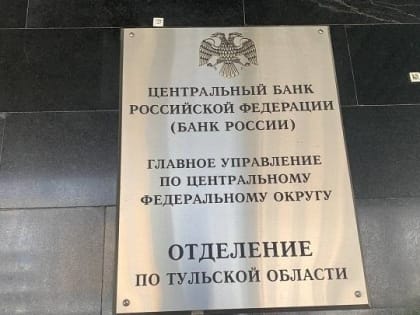 ЦЕНТРАЛЬНЫЙ БАНК
РОССИЙСКОЙ ФЕДЕРАЦИИ
(БАНК РОССИИ)
ГЛАВНОЕ УПРАВЛЕНИЕ
ПО ЦЕНТРАЛЬНОМУ
ФЕДЕРАЛЬНОМУ ОКРУГУ
ОТДЕЛЕНИЕ
ПО ТУЛЬСКОЙ ОБЛАСТИ